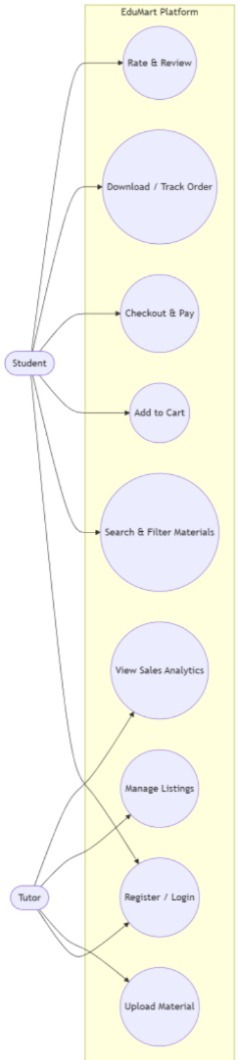 EduMart Platform
Rate & Review
Download / Track Order
Checkout & Pay
Student
Add to Cart
Search & Filter Materials
View Sales Analytics
Manage Listings
Tutor
Register / Login
Upload Material